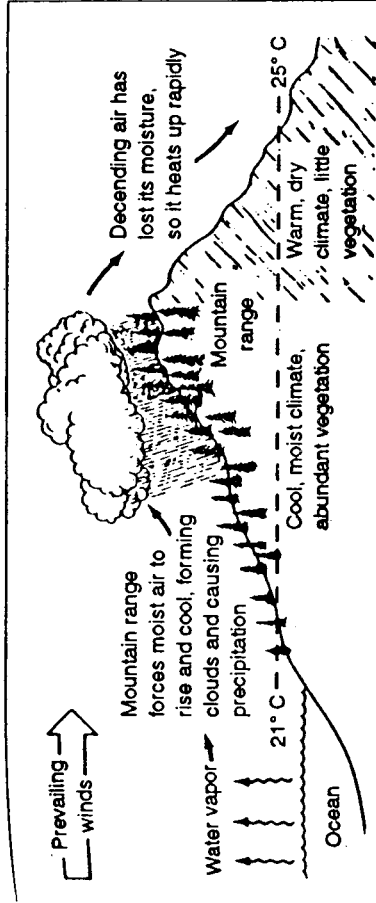 Prevailing
winds
Water vapor
Ocean
Mountain range
forces moist air to
rise and cool, forming
clouds and causing
precipitation
21° C
Decending air has
lost its moisture,
so it heats up rapidly
Mountain
range
Cool, moist climate,
abundant vegetation
25° C
Warm, dry
climate, little
vegetation